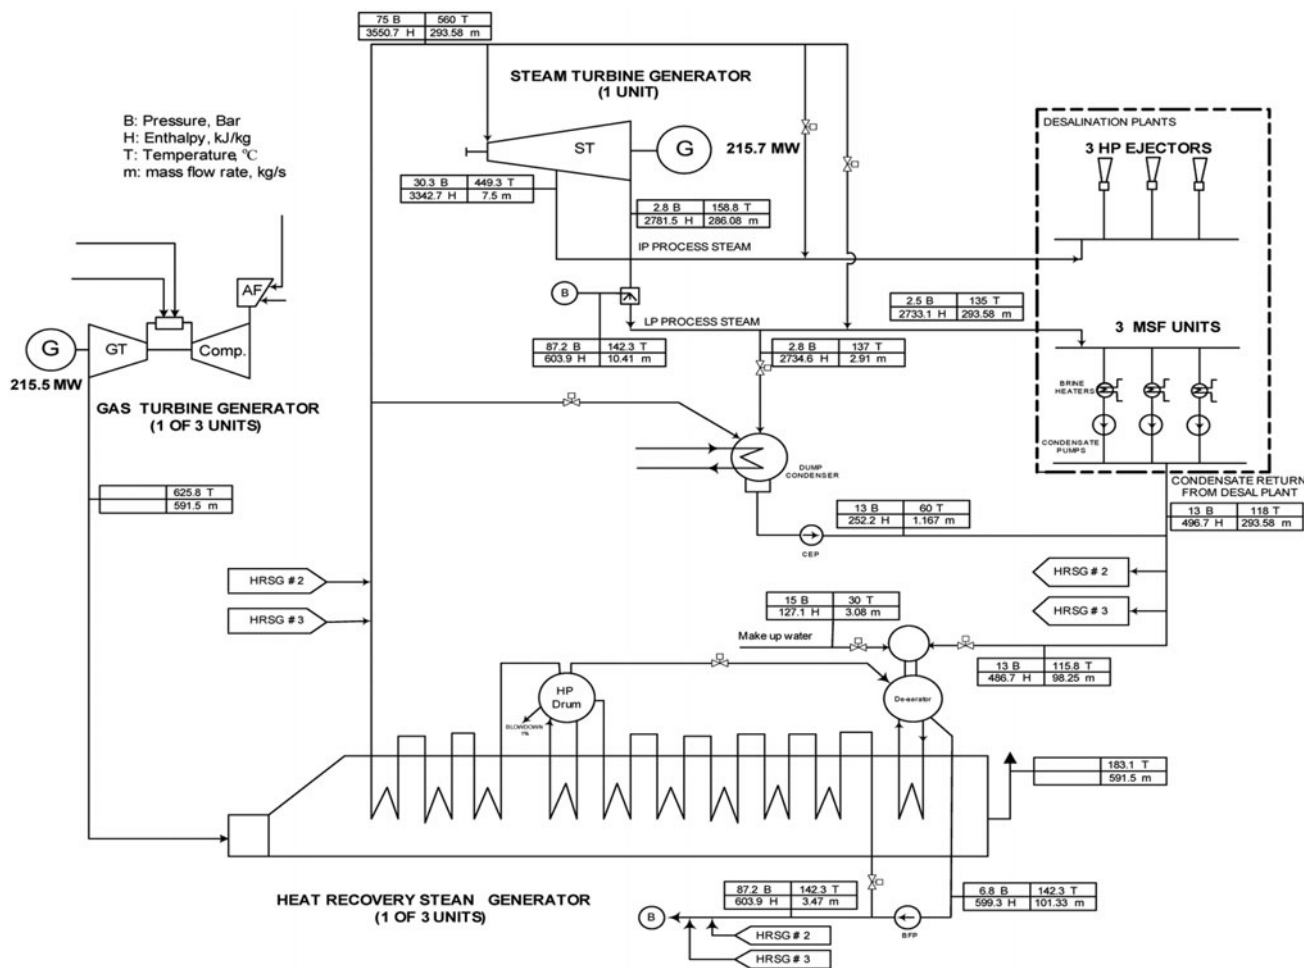 75 B 560 T
3550.7 H 293.58 m
STEAM TURBINE GENERATOR
(1 UNIT)
B: Pressure, Bar
H: Enthalpy, kJ/kg
T: Temperature, °C
m: mass flow rate, kg/s
DESALINATION PLANTS
3 HP EJECTORS
ST
G
215.7 MW
30.3 B 449.3 T
3342.7 H 7.5 m
2.8 B 158.8 T
2781.5 H 286.08 m
IP PROCESS STEAM
AF
B
2.5 B 135 T
2733.1 H 293.58 m
LP PROCESS STEAM
3 MSF UNITS
G
GT
Comp.
215.5 MW
87.2 B 142.3 T
603.9 H 10.41 m
2.8 B 137 T
2734.6 H 2.91 m
BRINE
HEATERS
GAS TURBINE GENERATOR
(1 OF 3 UNITS)
CONDENSATE
PUMPS
DUMP
CONDENSER
CONDENSATE RETURN
FROM DESAL PLANT
625.8 T
591.5 m
13 B 60 T
252.2 H 1.167 m
13 B 118 T
496.7 H 293.58 m
CEP
HRSG # 2
HRSG # 3
HRSG # 2
HRSG # 3
15 B 30 T
127.1 H 3.08 m
Make up water
13 B 115.8 T
486.7 H 98.25 m
HP
Drum
De-aerator
BLOWDOWN
1%
183.1 T
591.5 m
HEAT RECOVERY STEAN GENERATOR
(1 OF 3 UNITS)
87.2 B 142.3 T
603.9 H 3.47 m
6.8 B 142.3 T
599.3 H 101.33 m
B
BFP
HRSG # 2
HRSG # 3